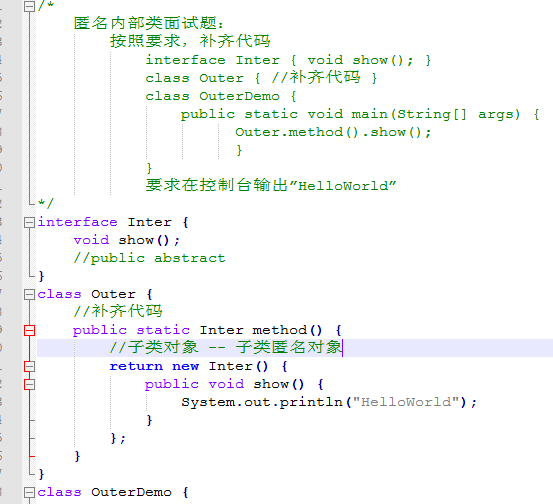 /*
匿名内部类面试题：
按照要求，补齐代码
interface Inter { void show(); }
class Outer { //补齐代码 }
class OuterDemo {
public static void main(String[] args) {
Outer.method().show();
}
}
要求在控制台输出”HelloWorld”
*/
interface Inter {
void show();
//public abstract
}
class Outer {
//补齐代码
public static Inter method() {
//子类对象 -- 子类匿名对象
return new Inter() {
public void show() {
System.out.println("HelloWorld");
}
};
}
}
class OuterDemo {